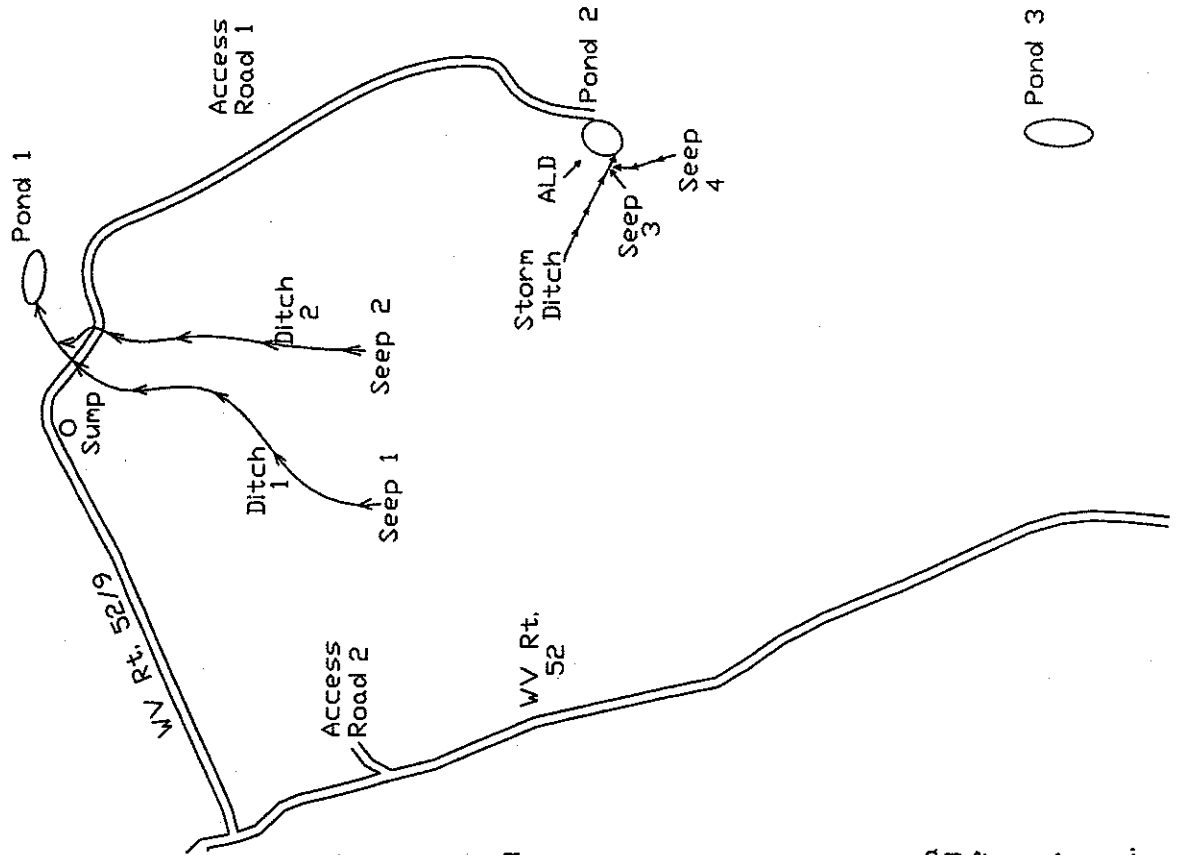 Pond 1
Access
Road 1
Pond 2
ALD
Storm
Ditch
Seep
3
Seep
4
Pond 3
Ditch
2
Seep 2
Sump
Ditch
1
Seep 1
WV Rt. 52/9
Access
Road 2
WV Rt.
52